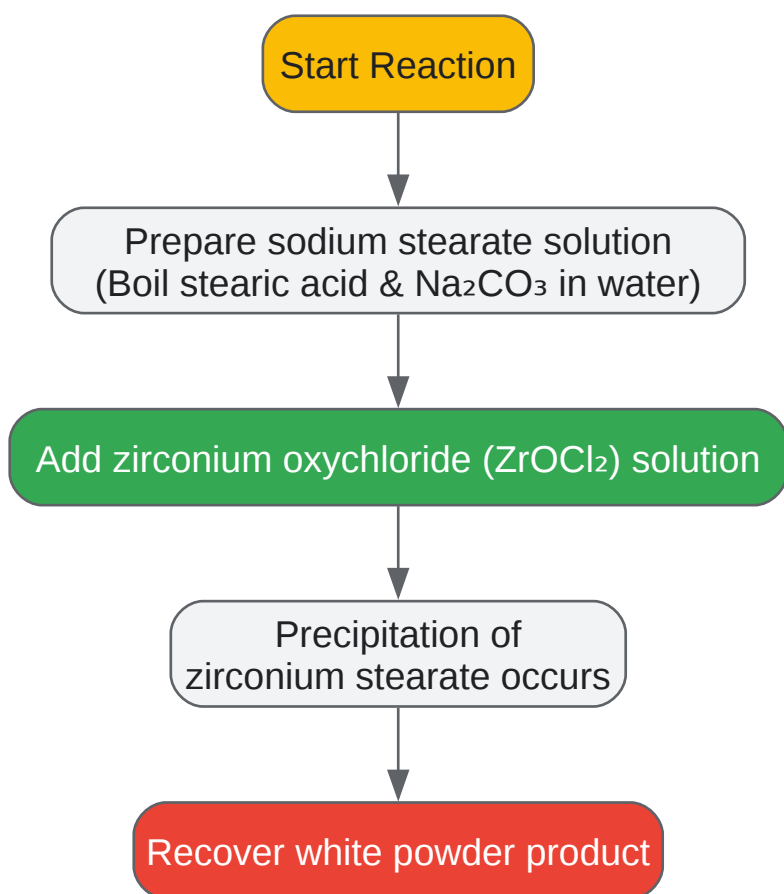 Start Reaction
Prepare sodium stearate solution
(Boil stearic acid & Na₂CO₃ in water)
Add zirconium oxychloride (ZrOCl₂) solution
Precipitation of
zirconium stearate occurs
Recover white powder product